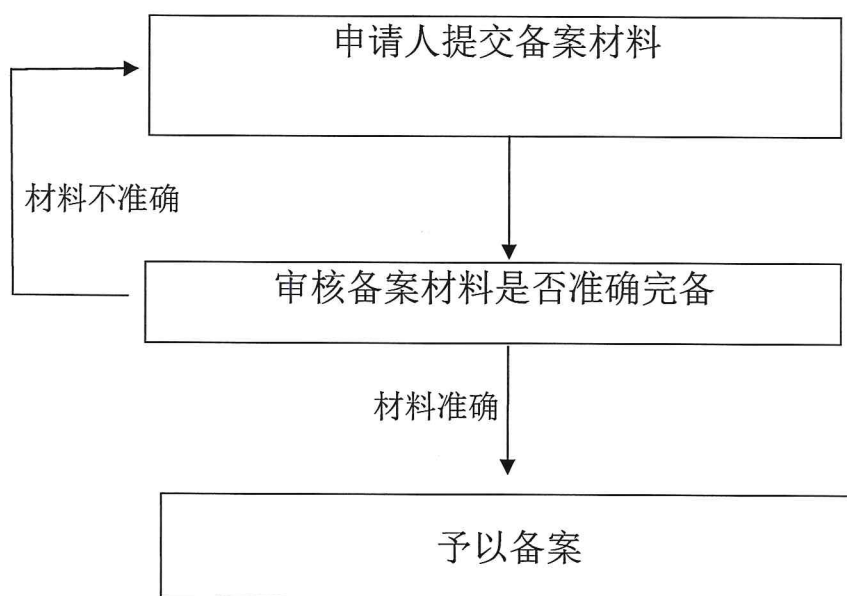 申请人提交备案材料
材料不准确
审核备案材料是否准确完备
材料准确
予以备案